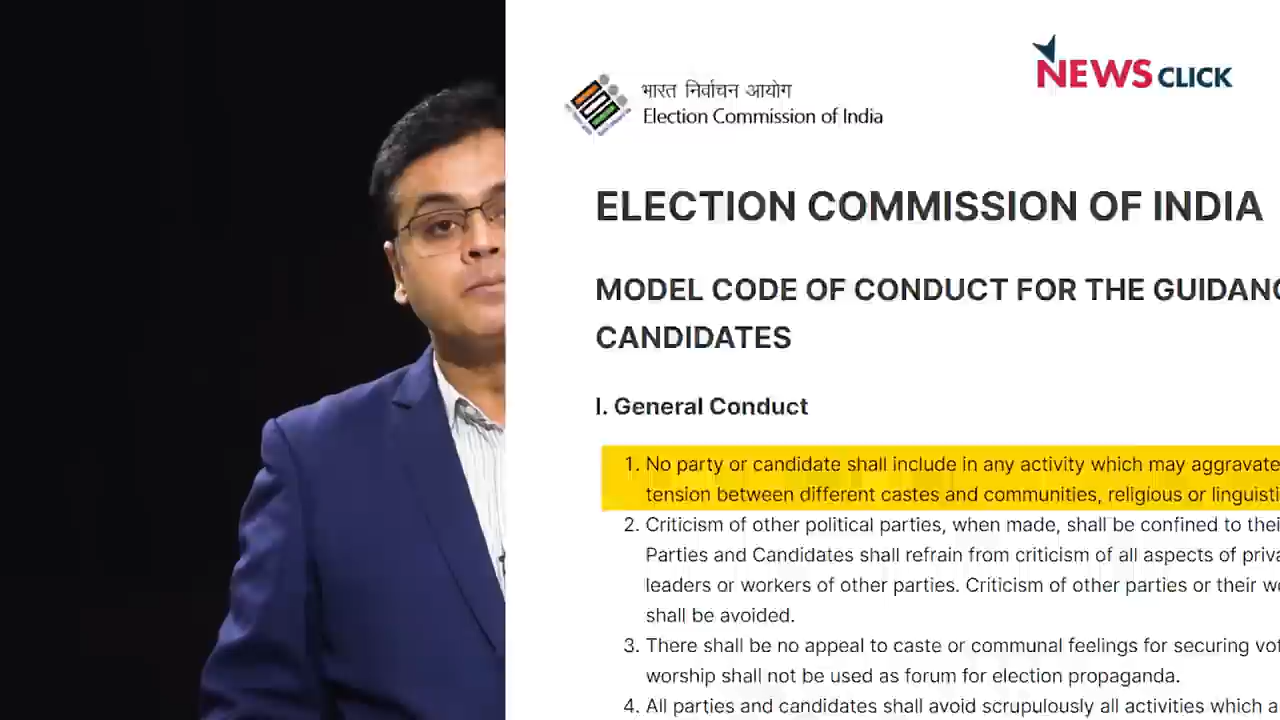 NEWS CLICK
भारत निर्वाचन आयोग
Election Commission of India
ELECTION COMMISSION OF INDIA
MODEL CODE OF CONDUCT FOR THE GUIDANC
CANDIDATES
I. General Conduct
1. No party or candidate shall include in any activity which may aggravate
tension between different castes and communities, religious or linguisti
2. Criticism of other political parties, when made, shall be confined to thei
Parties and Candidates shall refrain from criticism of all aspects of priva
leaders or workers of other parties. Criticism of other parties or their wo
shall be avoided.
3. There shall be no appeal to caste or communal feelings for securing vot
worship shall not be used as forum for election propaganda.
4. All parties and candidates shall avoid scrupulously all activities which a